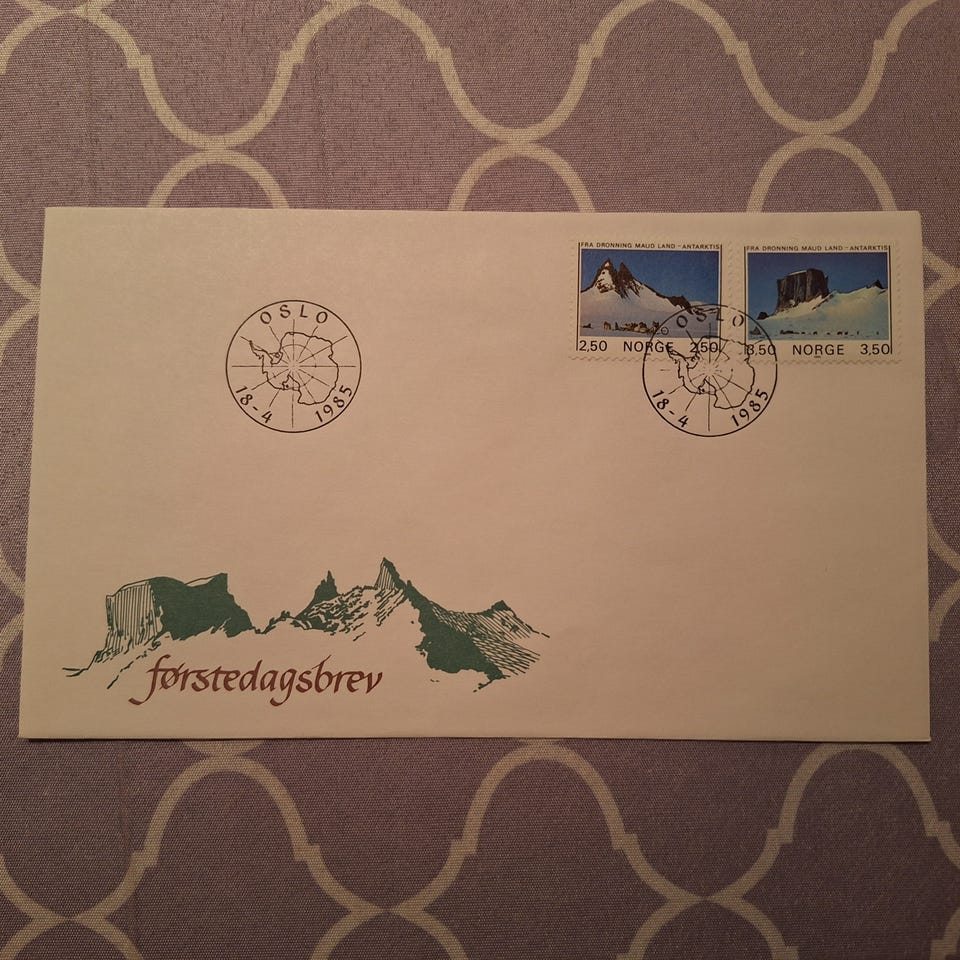 FRA DRONNING MAUD LAND - ANTARKTIS
2,50 NORGE 2,50
FRA DRONNING MAUD LAND - ANTARKTIS
3,50 NORGE 3,50
OSLO
18-4 1985
OSLO
18-4 1985
førstedagsbrev